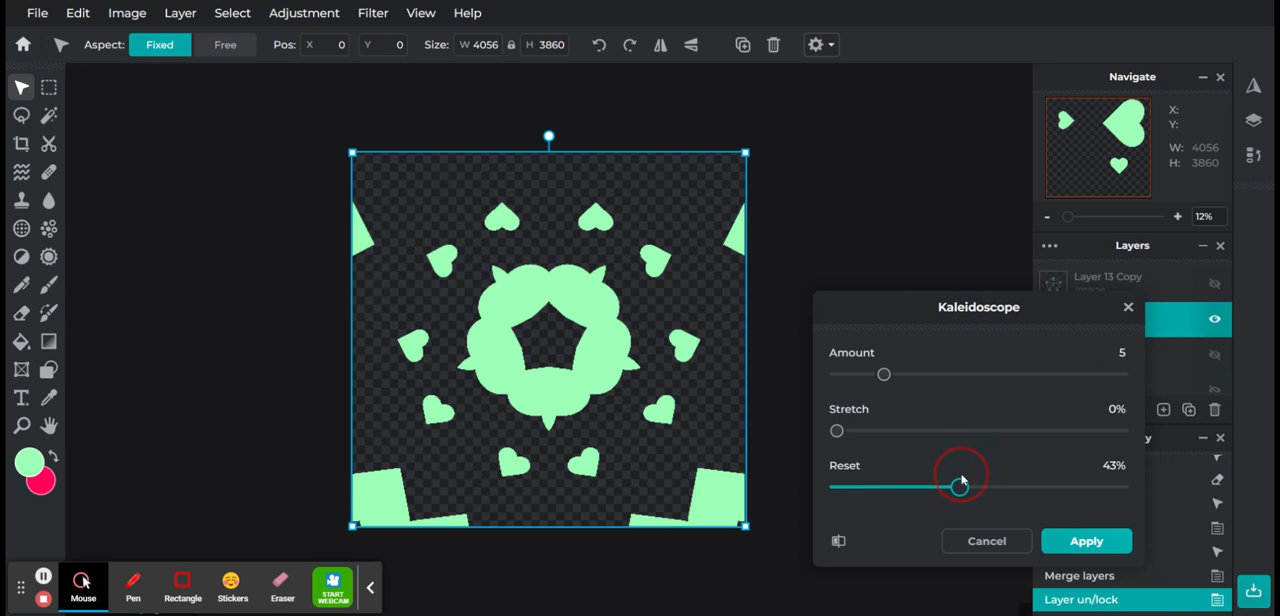 File Edit Image Layer Select Adjustment Filter View Help
Aspect: Fixed Free Pos: X 0 Y 0 Size: W 4056 H 3860
Navigate
X:
Y:
W: 4056
H: 3860
- + 12%
Layers
Layer 13 Copy
Image
Kaleidoscope
Amount 5
Stretch 0%
Reset 43%
Cancel Apply
y
Merge layers
Layer un/lock
Mouse Pen Rectangle Stickers Eraser START WEBCAM